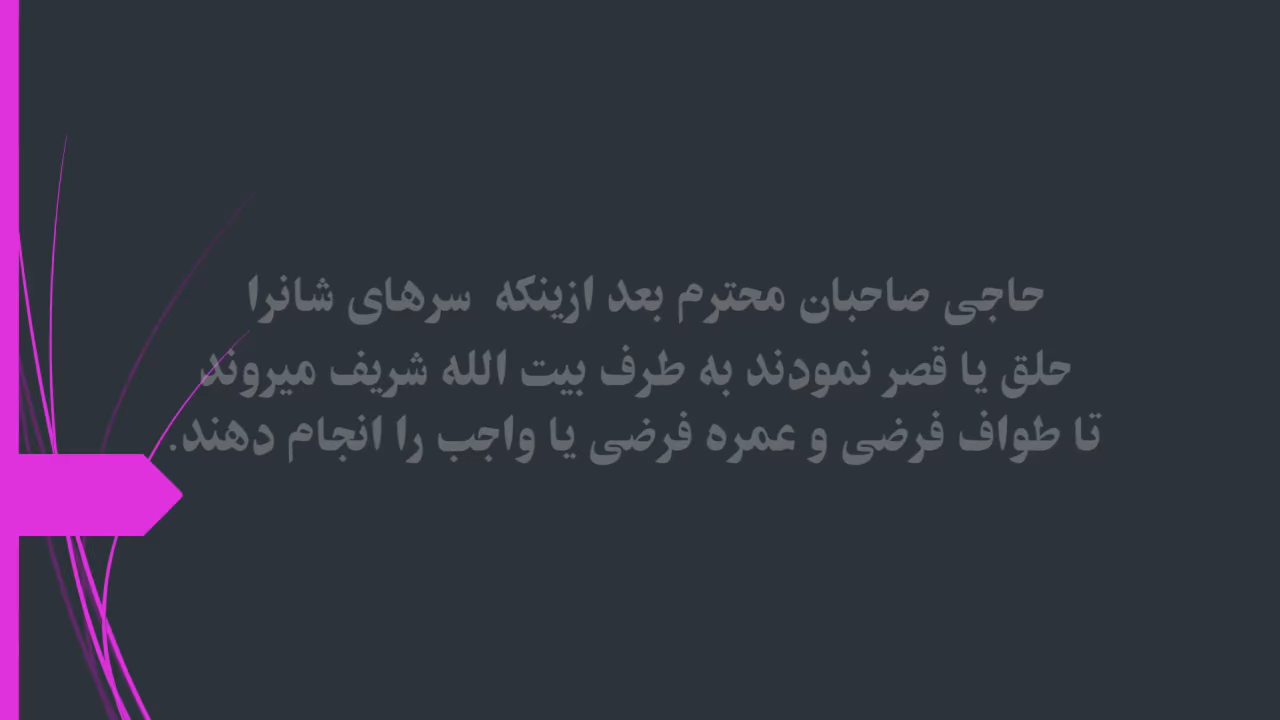 حاجی صاحبان محترم بعد ازینکه سرهای شانرا
حلق یا قصر نمودند به طرف بیت الله شریف میروند
تا طواف فرضی و عمره فرضی یا واجب را انجام دهند.